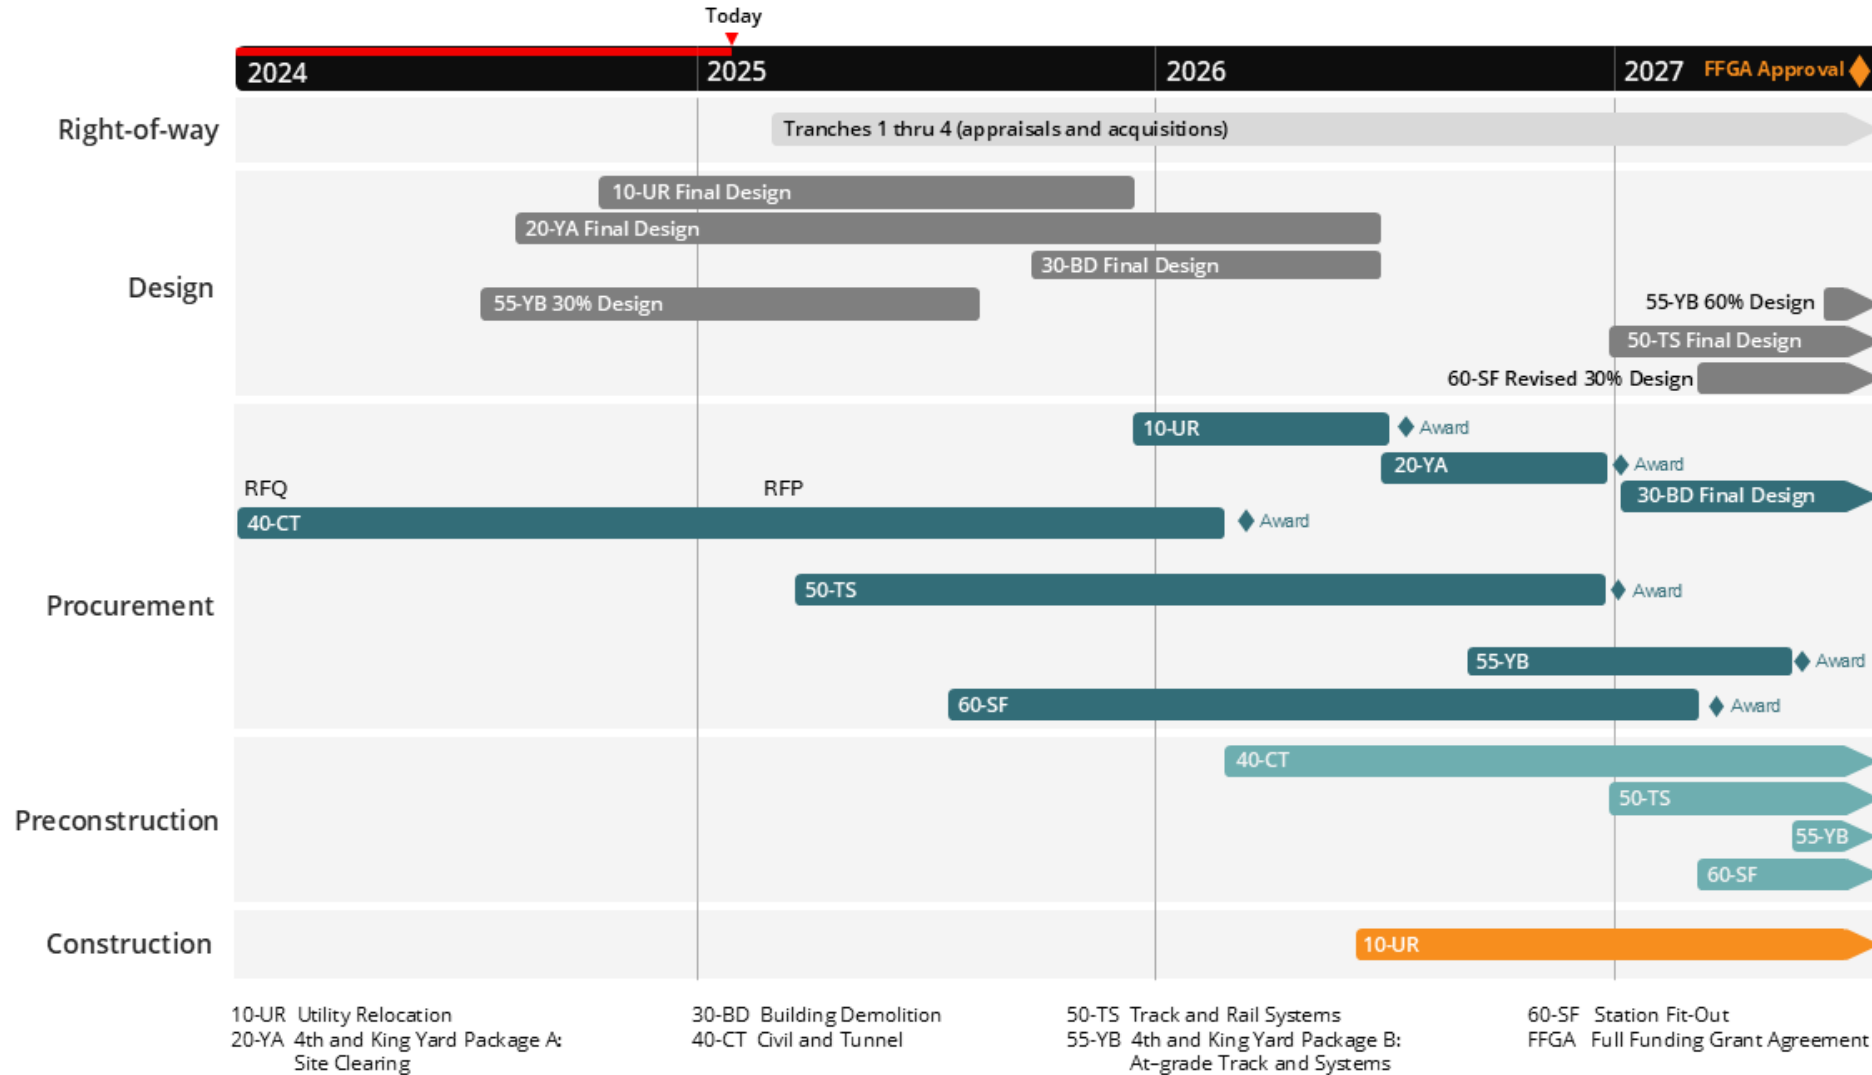 Today
2024
2025
2026
2027
FFGA Approval
Right-of-way
Tranches 1 thru 4 (appraisals and acquisitions)
Design
10-UR Final Design
20-YA Final Design
30-BD Final Design
55-YB 30% Design
55-YB 60% Design
50-TS Final Design
60-SF Revised 30% Design
Procurement
10-UR
Award
20-YA
Award
RFQ
RFP
30-BD Final Design
40-CT
Award
50-TS
Award
55-YB
Award
60-SF
Award
Preconstruction
40-CT
50-TS
55-YB
60-SF
Construction
10-UR
10-UR Utility Relocation
20-YA 4th and King Yard Package A:
Site Clearing
30-BD Building Demolition
40-CT Civil and Tunnel
50-TS Track and Rail Systems
55-YB 4th and King Yard Package B:
At-grade Track and Systems
60-SF Station Fit-Out
FFGA Full Funding Grant Agreement